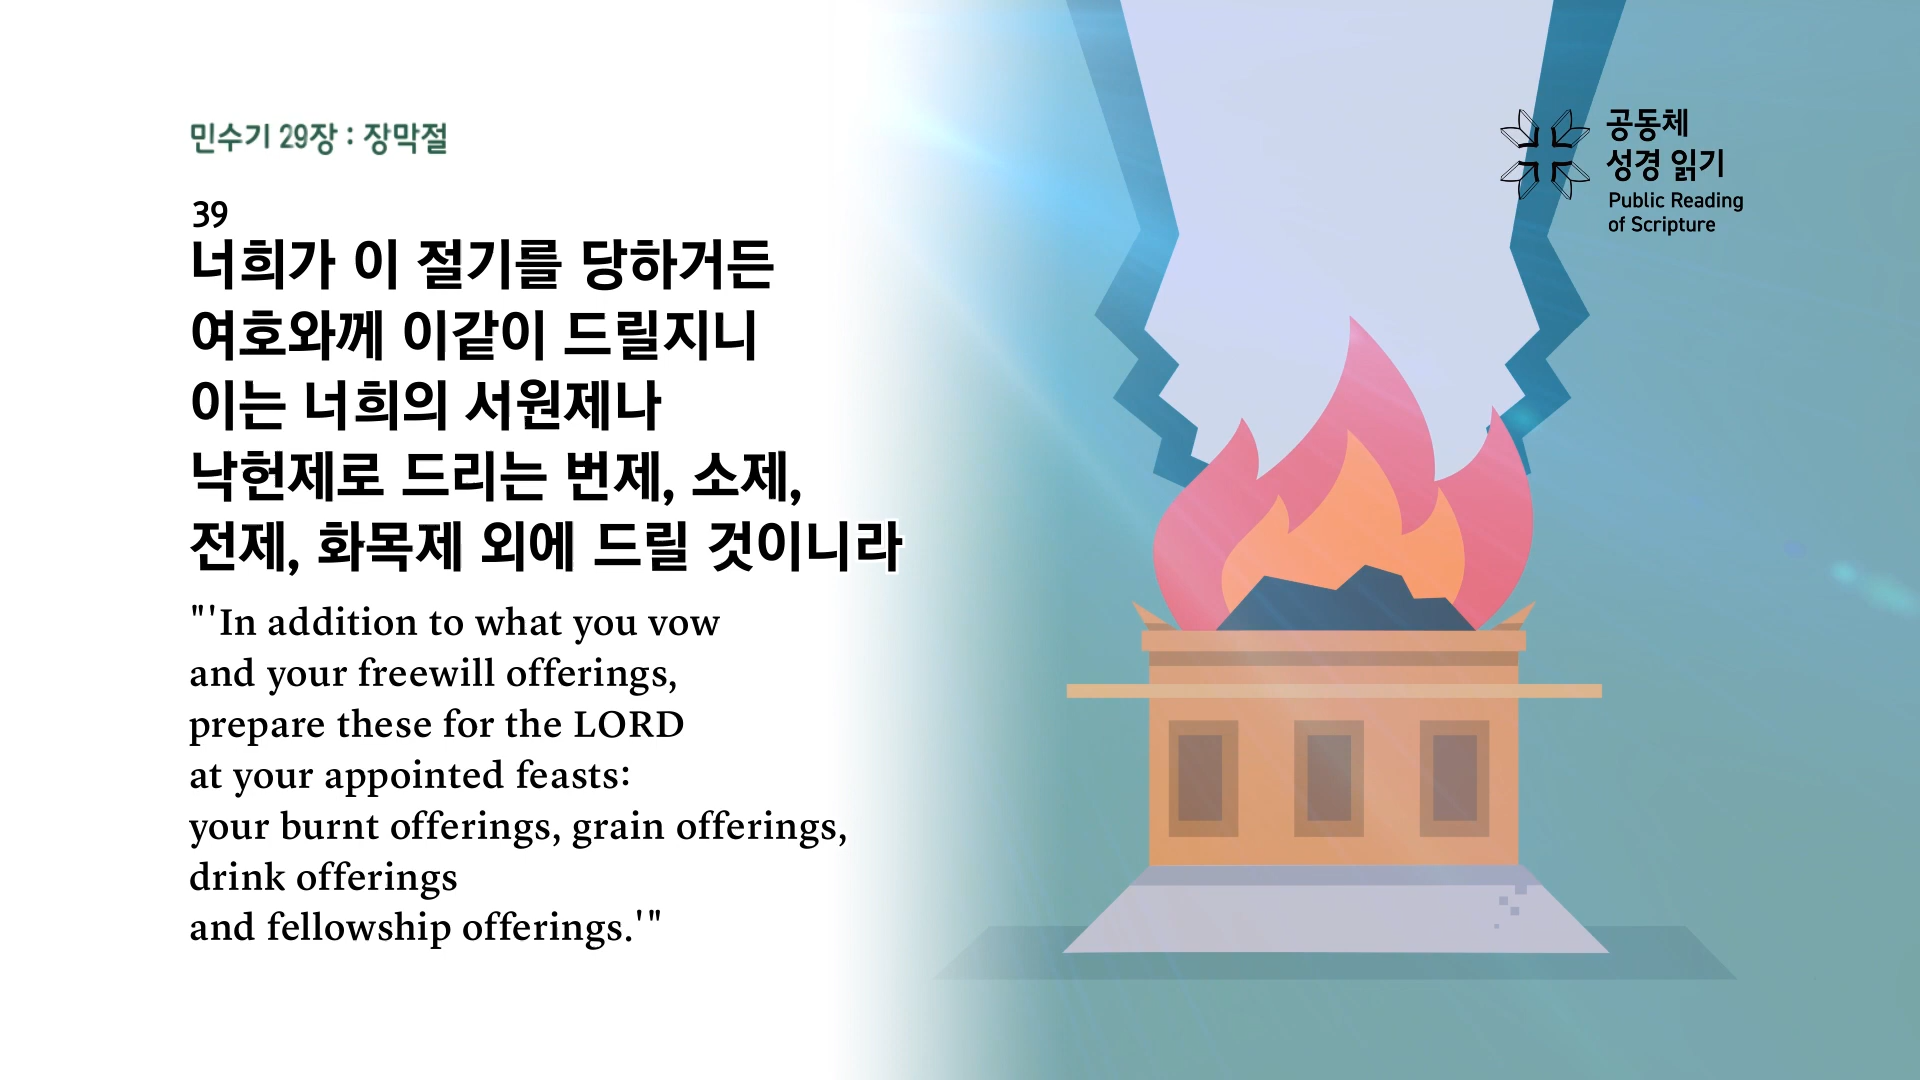 민수기 29장 : 장막절
39
너희가 이 절기를 당하거든
여호와께 이같이 드릴지니
이는 너희의 서원제나
낙헌제로 드리는 번제, 소제,
전제, 화목제 외에 드릴 것이니라
"'In addition to what you vow
and your freewill offerings,
prepare these for the LORD
at your appointed feasts:
your burnt offerings, grain offerings,
drink offerings
and fellowship offerings.'"
공동체
성경 읽기
Public Reading
of Scripture